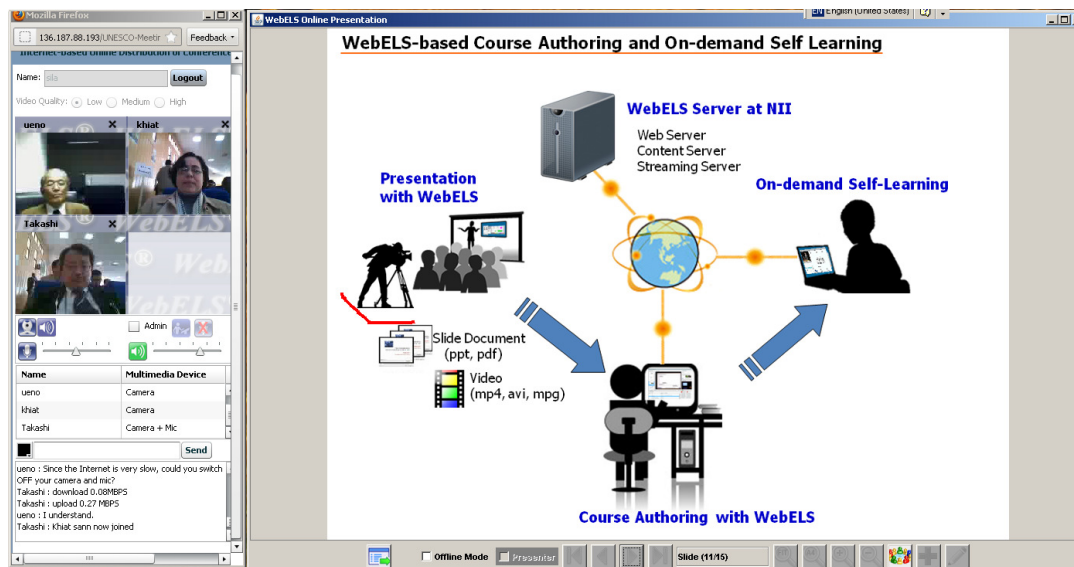 Mozilla Firefox
136.187.88.193/UNESCO-Meetir
Feedback
Internet-based Online Distribution of Conference
Name: sila
Logout
Video Quality: Low Medium High
ueno
khiat
Takashi
Admin
Name Multimedia Device
ueno Camera
khiat Camera
Takashi Camera + Mic
Send
ueno : Since the Internet is very slow, could you switch
OFF your camera and mic?
Takashi : download 0.08MBPS
Takashi : upload 0.27 MBPS
ueno : I understand.
Takashi : Khiat sann now joined
WebELS Online Presentation
EN English (United States)
WebELS-based Course Authoring and On-demand Self Learning
WebELS Server at NII
Web Server
Content Server
Streaming Server
Presentation
with WebELS
On-demand Self-Learning
Slide Document
(ppt, pdf)
Video
(mp4, avi, mpg)
Course Authoring with WebELS
Offline Mode
Presenter
Slide (11/15)